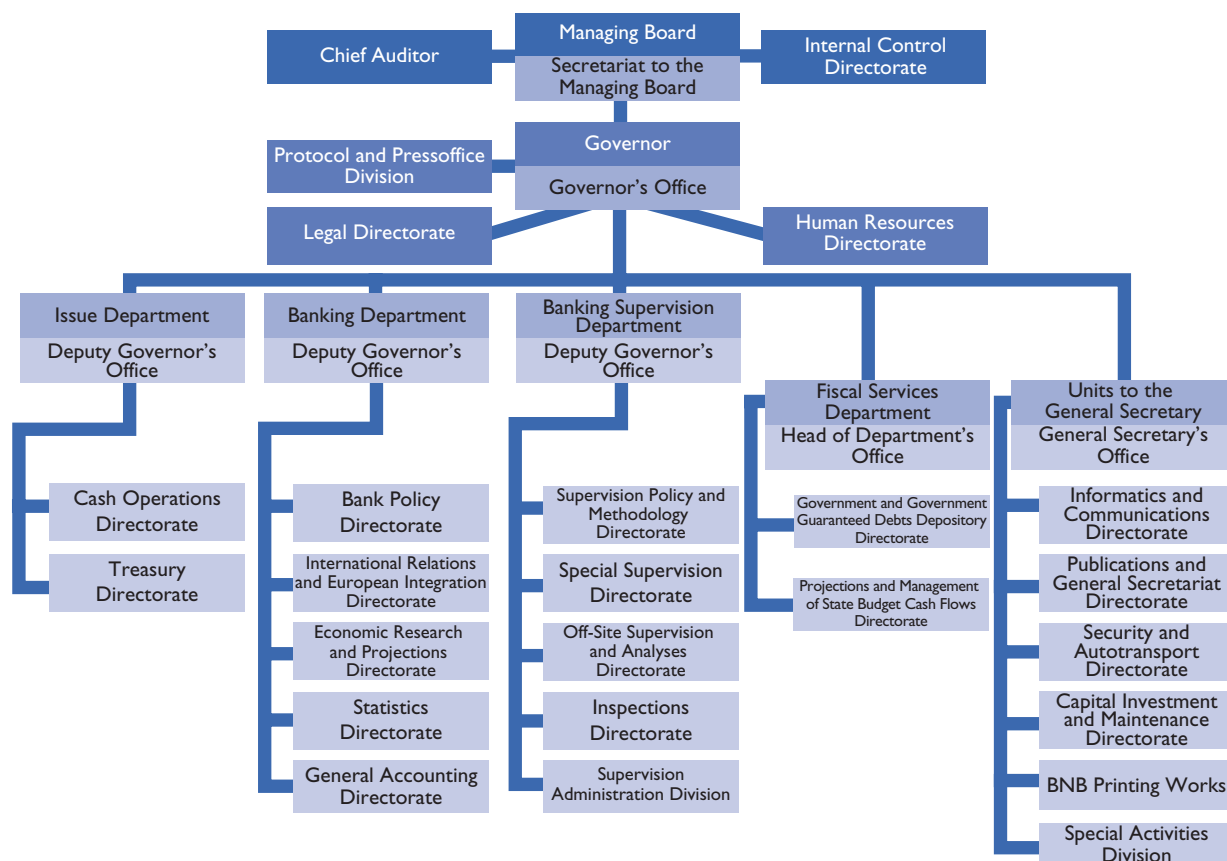 Managing Board
Chief Auditor
Internal Control
Directorate
Secretariat to the
Managing Board
Governor
Protocol and Pressoffice
Division
Governor's Office
Legal Directorate
Human Resources
Directorate
Issue Department
Deputy Governor's
Office
Cash Operations
Directorate
Treasury
Directorate
Banking Department
Deputy Governor's
Office
Bank Policy
Directorate
International Relations
and European Integration
Directorate
Economic Research
and Projections
Directorate
Statistics
Directorate
General Accounting
Directorate
Banking Supervision
Department
Deputy Governor's
Office
Supervision Policy and
Methodology
Directorate
Special Supervision
Directorate
Off-Site Supervision
and Analyses
Directorate
Inspections
Directorate
Supervision
Administration Division
Fiscal Services
Department
Head of Department's
Office
Government and Government
Guaranteed Debts Depository
Directorate
Projections and Management
of State Budget Cash Flows
Directorate
Units to the
General Secretary
General Secretary's
Office
Informatics and
Communications
Directorate
Publications and
General Secretariat
Directorate
Security and
Autotransport
Directorate
Capital Investment
and Maintenance
Directorate
BNB Printing Works
Special Activities
Division